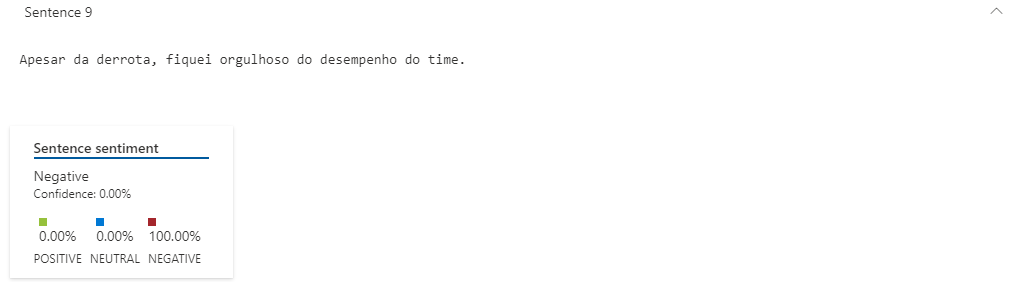 Sentence 9
Apesar da derrota, fiquei orgulhoso do desempenho do time.
Sentence sentiment
Negative
Confidence: 0.00%
0.00% 0.00% 100.00%
POSITIVE NEUTRAL NEGATIVE